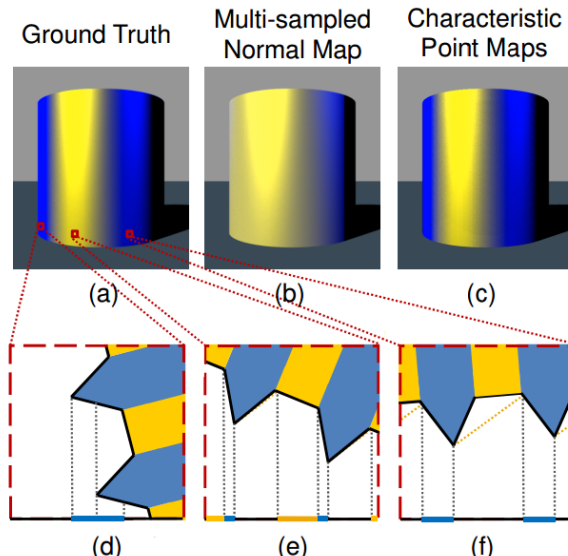 Ground Truth
Multi-sampled
Normal Map
Characteristic
Point Maps
(a)
(b)
(c)
(d)
(e)
(f)